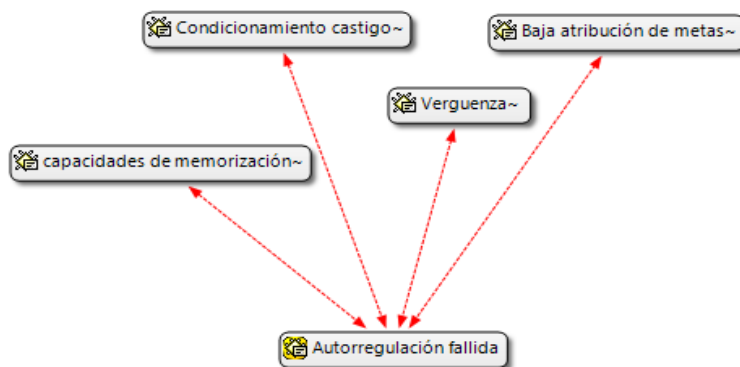 Condicionamiento castigo~
Baja atribución de metas~
Verguenza~
capacidades de memorización~
Autorregulación fallida